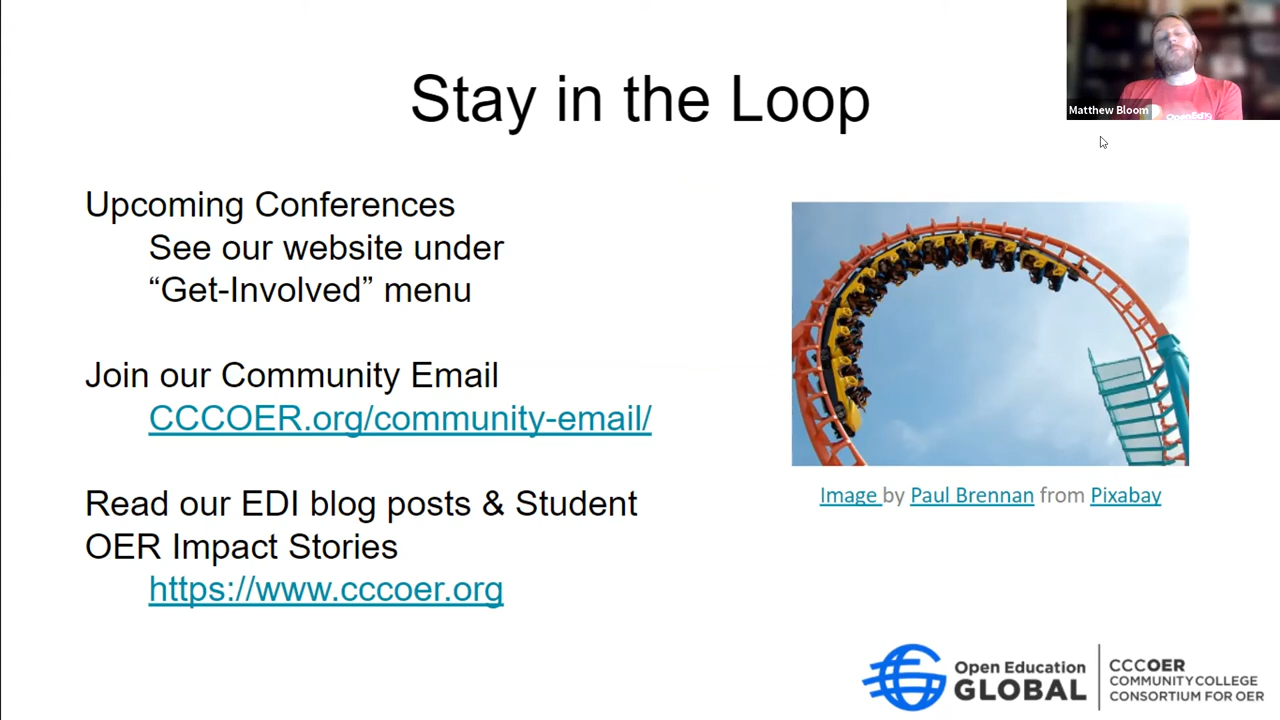 Stay in the Loop
Matthew Bloom
Upcoming Conferences
See our website under
“Get-Involved” menu
Join our Community Email
CCCOER.org/community-email/
Read our EDI blog posts & Student
OER Impact Stories
https://www.cccoer.org
Image by Paul Brennan from Pixabay
Open Education
GLOBAL
CCCOER
COMMUNITY COLLEGE
CONSORTIUM FOR OER